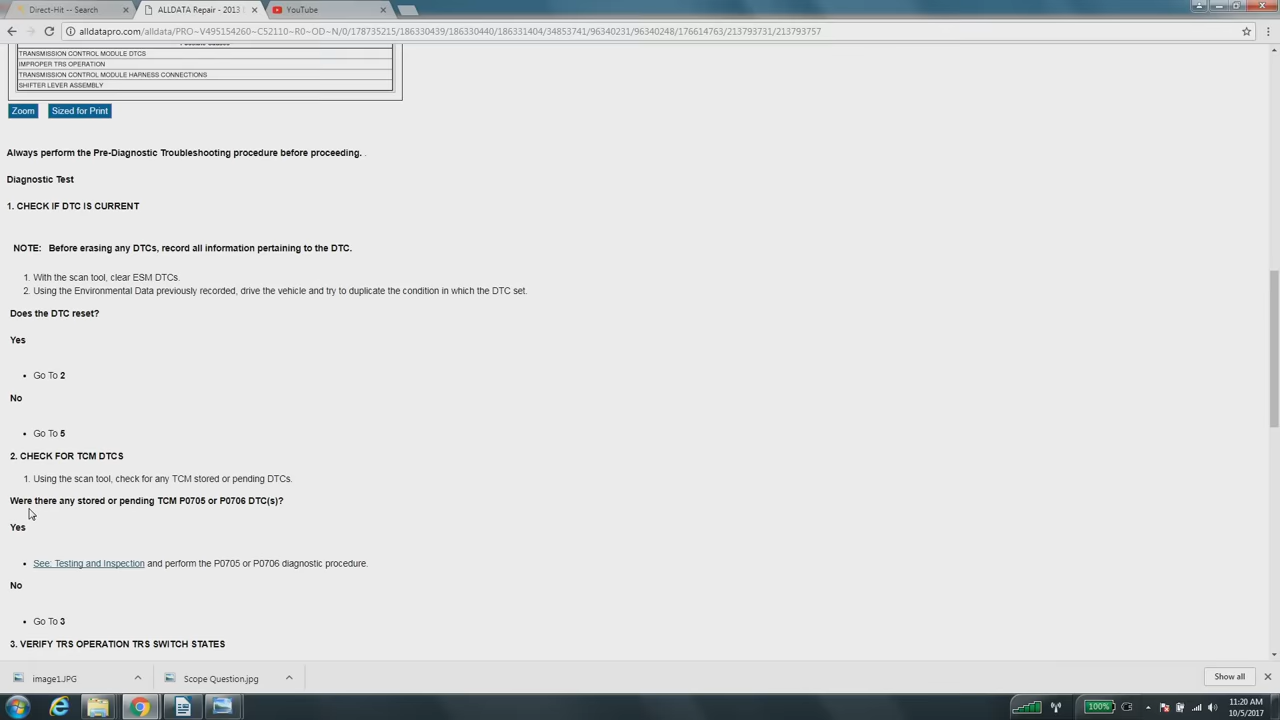 Direct-Hit -- Search
ALLDATA Repair - 2013
YouTube
alldatapro.com/alldata/PRO~V495154260~C52110~R0~OD~N/0/178735215/186330439/186330440/186331404/34853741/96340231/96340248/176614763/213793731/213793757
TRANSMISSION CONTROL MODULE DTCS
IMPROPER TRS OPERATION
TRANSMISSION CONTROL MODULE HARNESS CONNECTIONS
SHIFTER LEVER ASSEMBLY
Zoom Sized for Print
Always perform the Pre-Diagnostic Troubleshooting procedure before proceeding. .
Diagnostic Test
1. CHECK IF DTC IS CURRENT
NOTE: Before erasing any DTCs, record all information pertaining to the DTC.
1. With the scan tool, clear ESM DTCs.
2. Using the Environmental Data previously recorded, drive the vehicle and try to duplicate the condition in which the DTC set.
Does the DTC reset?
Yes
• Go To 2
No
• Go To 5
2. CHECK FOR TCM DTCS
1. Using the scan tool, check for any TCM stored or pending DTCs.
Were there any stored or pending TCM P0705 or P0706 DTC(s)?
Yes
• See: Testing and Inspection and perform the P0705 or P0706 diagnostic procedure.
No
• Go To 3
3. VERIFY TRS OPERATION TRS SWITCH STATES
image1.JPG
Scope Question.jpg
Show all
100%
11:20 AM
10/5/2017